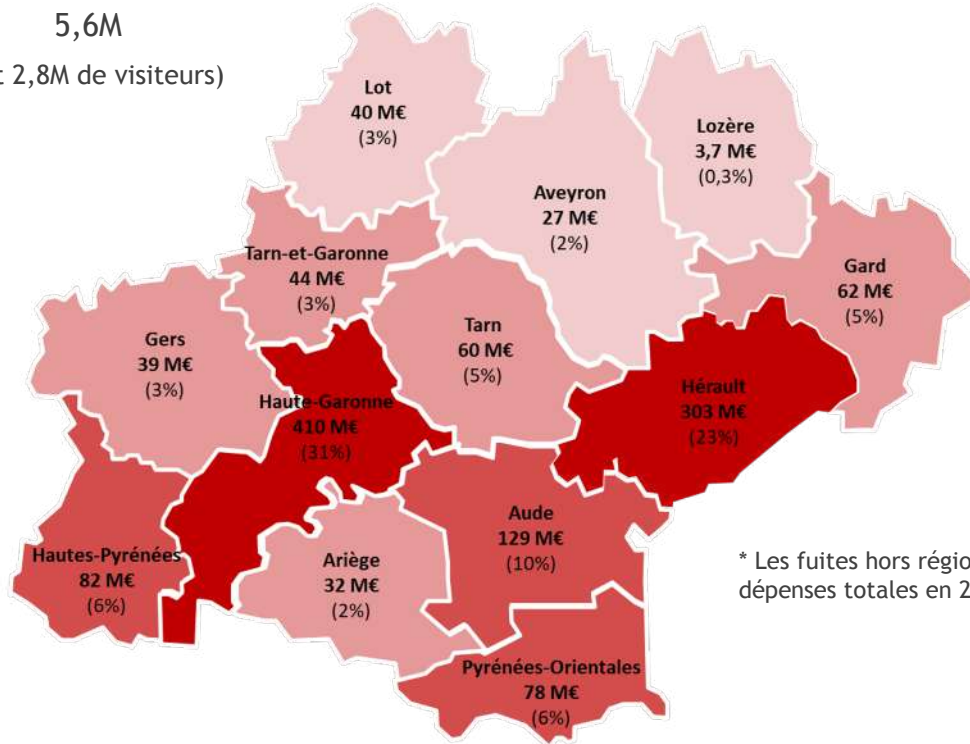 5,6M
2,8M de visiteurs)
Lot
40 M€
(3%)
Lozère
3,7 M€
(0,3%)
Aveyron
27 M€
(2%)
Tarn-et-Garonne
44 M€
(3%)
Gard
62 M€
(5%)
Gers
39 M€
(3%)
Tarn
60 M€
(5%)
Haute-Garonne
410 M€
(31%)
Hérault
303 M€
(23%)
Aude
129 M€
(10%)
Hautes-Pyrénées
82 M€
(6%)
Ariège
32 M€
(2%)
* Les fuites hors régio
dépenses totales en 2
Pyrénées-Orientales
78 M€
(6%)